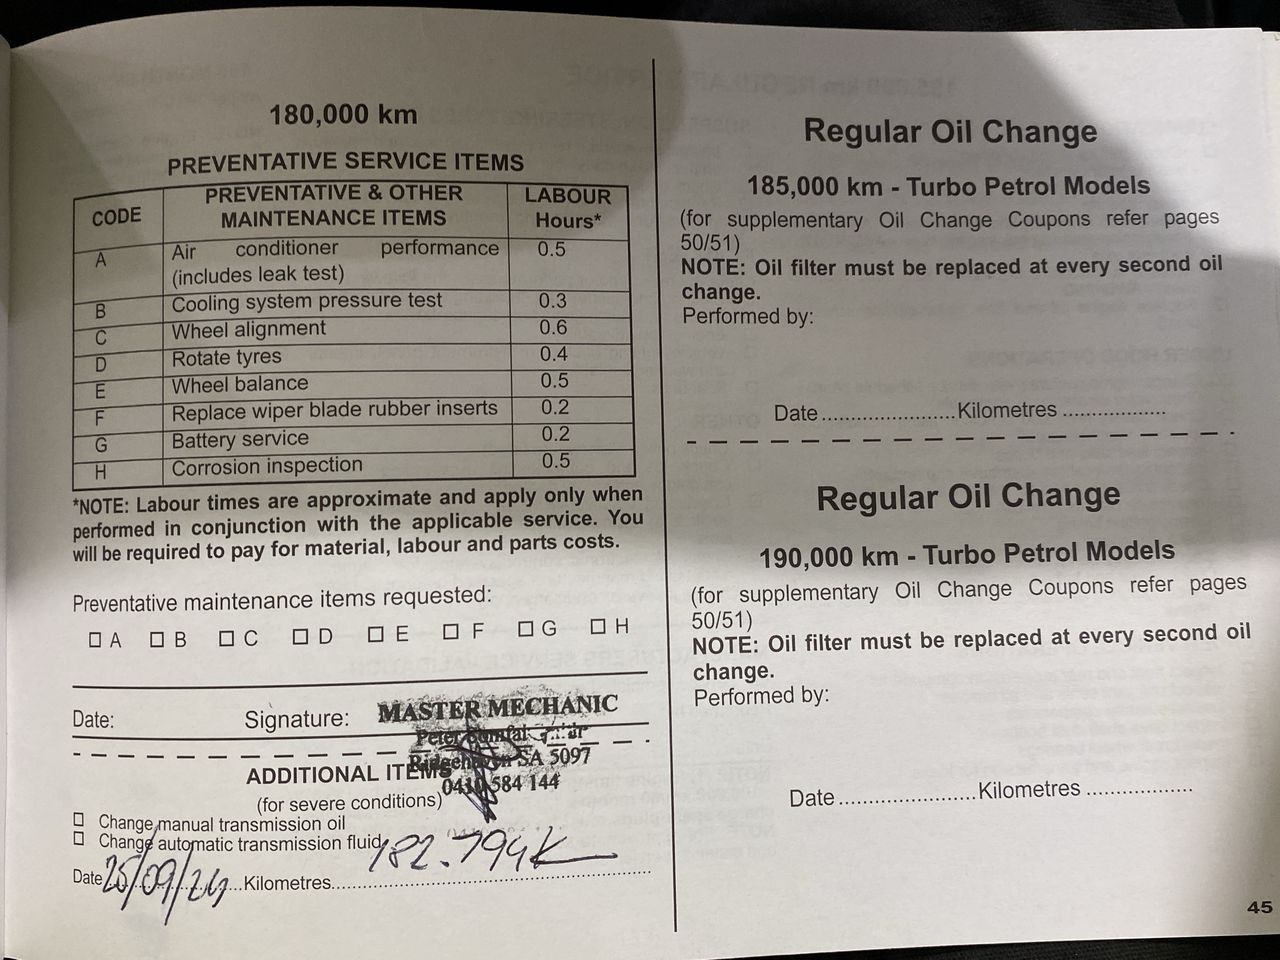 180,000 km
PREVENTATIVE SERVICE ITEMS
CODE PREVENTATIVE & OTHER MAINTENANCE ITEMS LABOUR Hours*
A Air conditioner performance (includes leak test) 0.5
B Cooling system pressure test 0.3
C Wheel alignment 0.6
D Rotate tyres 0.4
E Wheel balance 0.5
F Replace wiper blade rubber inserts 0.2
G Battery service 0.2
H Corrosion inspection 0.5
*NOTE: Labour times are approximate and apply only when
performed in conjunction with the applicable service. You
will be required to pay for material, labour and parts costs.
Preventative maintenance items requested:
A B C D E F G H
Date: Signature:
MASTER MECHANIC
Peter
Ridgehaven SA 5097
0410 584 144
ADDITIONAL ITEMS
(for severe conditions)
Change manual transmission oil
Change automatic transmission fluid
182.794K
Date 25/09/24 Kilometres
Regular Oil Change
185,000 km - Turbo Petrol Models
(for supplementary Oil Change Coupons refer pages
50/51)
NOTE: Oil filter must be replaced at every second oil
change.
Performed by:
Date......................Kilometres .................
Regular Oil Change
190,000 km - Turbo Petrol Models
(for supplementary Oil Change Coupons refer pages
50/51)
NOTE: Oil filter must be replaced at every second oil
change.
Performed by:
Date......................Kilometres .................
45